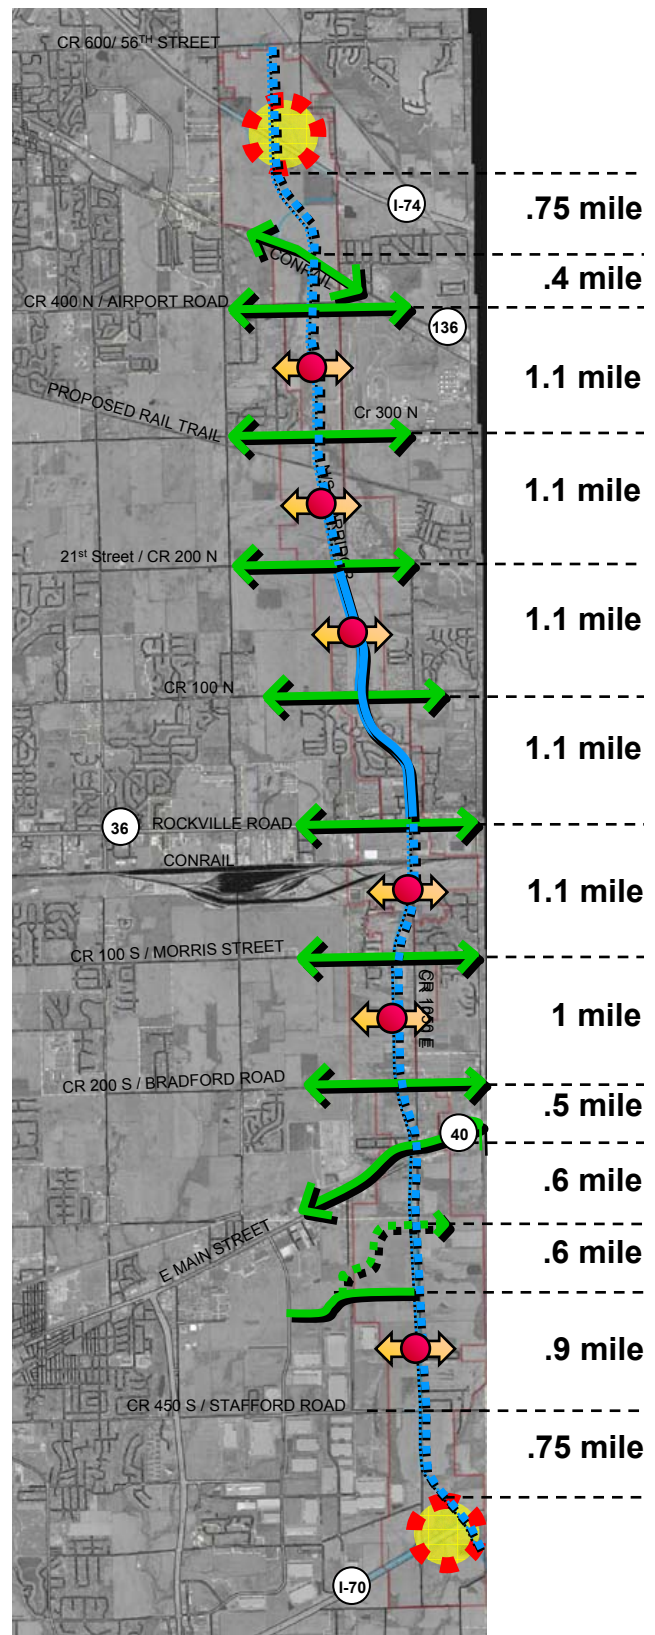 CR 600/ 56TH STREET
.75 mile
I-74
CONRAIL
.4 mile
CR 400 N / AIRPORT ROAD
136
1.1 mile
PROPOSED RAIL TRAIL
Cr 300 N
1.1 mile
21st Street / CR 200 N
1.1 mile
CR 100 N
1.1 mile
36
ROCKVILLE ROAD
CONRAIL
1.1 mile
CR 100 S / MORRIS STREET
CR 1050 E
1 mile
CR 200 S / BRADFORD ROAD
.5 mile
40
.6 mile
E MAIN STREET
.6 mile
.9 mile
CR 450 S / STAFFORD ROAD
.75 mile
I-70